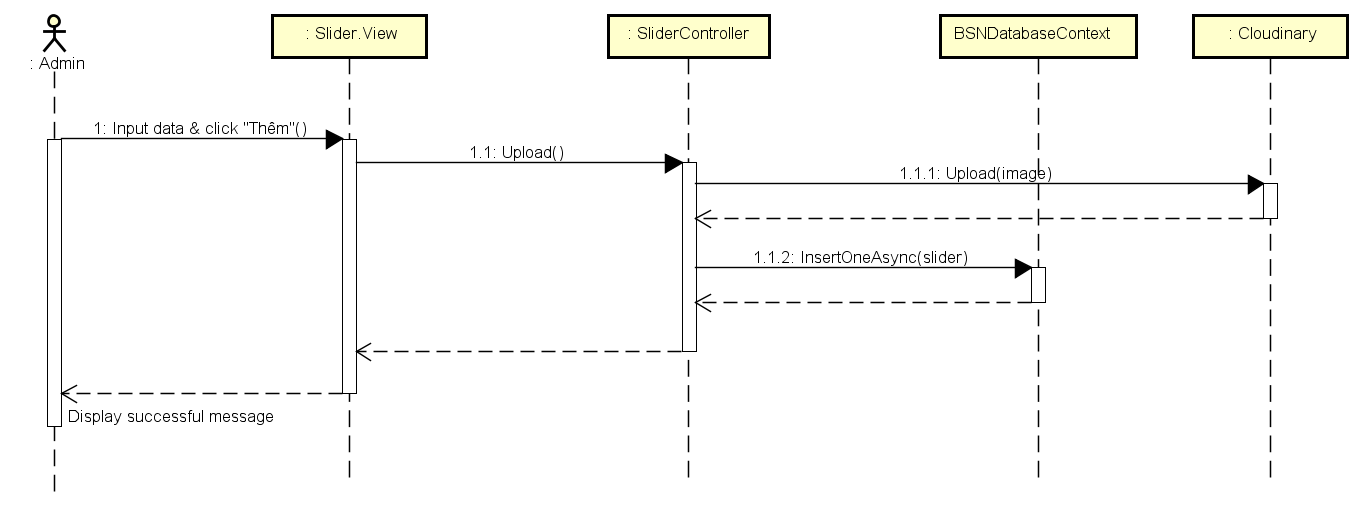 : Admin
: Slider.View
: SliderController
BSNDatabaseContext
: Cloudinary
1: Input data & click "Thêm"()
1.1: Upload()
1.1.1: Upload(image)
1.1.2: InsertOneAsync(slider)
Display successful message